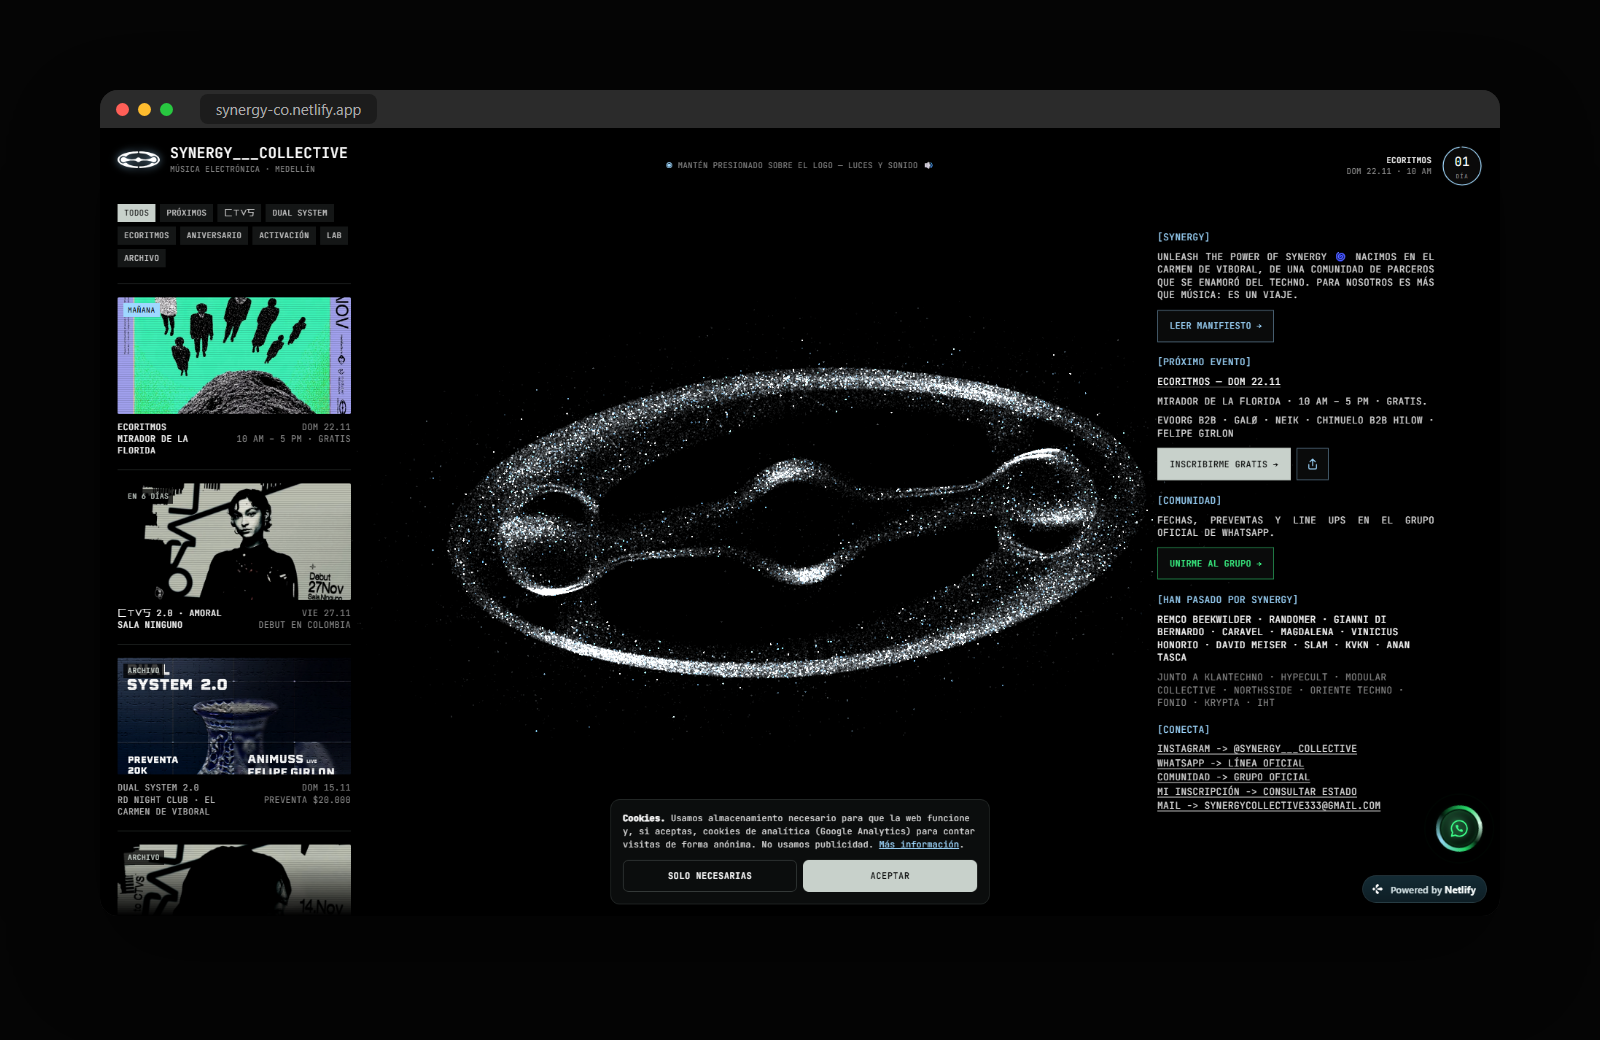 synergy-co.netlify.app
SYNERGY___COLLECTIVE
MÚSICA ELECTRÓNICA · MEDELLÍN
MANTÉN PRESIONADO SOBRE EL LOGO — LUCES Y SONIDO
ECORITMOS
DOM 22.11 · 10 AM
01
DÍA
TODOS
PRÓXIMOS
CTVS
DUAL SYSTEM
ECORITMOS
ANIVERSARIO
ACTIVACIÓN
LAB
ARCHIVO
MAÑANA
NOV
ECORITMOS
DOM 22.11
MIRADOR DE LA FLORIDA
10 AM – 5 PM · GRATIS
EN 6 DÍAS
Debut
27Nov
Sala Ninguno
CTVS 2.0 · AMORAL
VIE 27.11
SALA NINGUNO
DEBUT EN COLOMBIA
ARCHIVO
SYSTEM 2.0
PREVENTA
20K
ANIMUSS LIVE
FELIPE GIRLON
DUAL SYSTEM 2.0
DOM 15.11
RD NIGHT CLUB · EL CARMEN DE VIBORAL
PREVENTA $20.000
ARCHIVO
to CTVS
14 Nov
[SYNERGY]
UNLEASH THE POWER OF SYNERGY 🌀 NACIMOS EN EL
CARMEN DE VIBORAL, DE UNA COMUNIDAD DE PARCEROS
QUE SE ENAMORÓ DEL TECHNO. PARA NOSOTROS ES MÁS
QUE MÚSICA: ES UN VIAJE.
LEER MANIFIESTO →
[PRÓXIMO EVENTO]
ECORITMOS — DOM 22.11
MIRADOR DE LA FLORIDA · 10 AM – 5 PM · GRATIS.
EVOORG B2B · GALØ · NEIK · CHIMUELO B2B HILOW ·
FELIPE GIRLON
INSCRIBIRME GRATIS →
[COMUNIDAD]
FECHAS, PREVENTAS Y LINE UPS EN EL GRUPO
OFICIAL DE WHATSAPP.
UNIRME AL GRUPO →
[HAN PASADO POR SYNERGY]
REMCO BEEKWILDER · RANDOMER · GIANNI DI
BERNARDO · CARAVEL · MAGDALENA · VINICIUS
HONORIO · DAVID MEISER · SLAM · KVKN · ANAN
TASCA
JUNTO A KLANTECHNO · HYPECULT · MODULAR
COLLECTIVE · NORTHSSIDE · ORIENTE TECHNO ·
FONIO · KRYPTA · IHT
[CONECTA]
INSTAGRAM -> @SYNERGY___COLLECTIVE
WHATSAPP -> LÍNEA OFICIAL
COMUNIDAD -> GRUPO OFICIAL
MI INSCRIPCIÓN -> CONSULTAR ESTADO
MAIL -> SYNERGYCOLLECTIVE333@GMAIL.COM
Cookies. Usamos almacenamiento necesario para que la web funcione
y, si aceptas, cookies de analítica (Google Analytics) para contar
visitas de forma anónima. No usamos publicidad. Más información.
SOLO NECESARIAS
ACEPTAR
Powered by Netlify